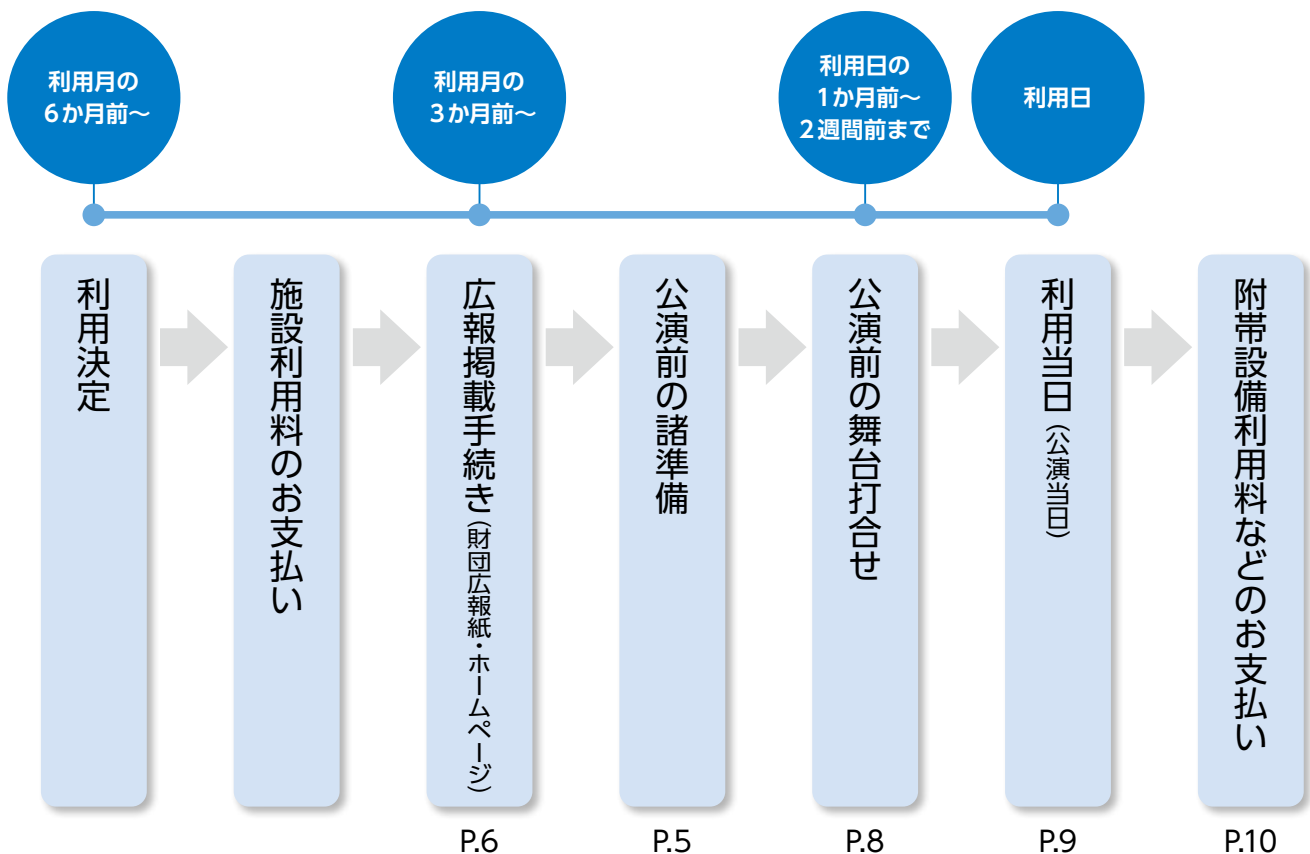 利用月の
6か月前～
利用月の
3か月前～
利用日の
1か月前～
2週間前まで
利用日
利用決定
施設利用料のお支払い
広報掲載手続き（財団広報紙・ホームページ）
公演前の諸準備
公演前の舞台打合せ
利用当日（公演当日）
附帯設備利用料などのお支払い
P.6
P.5
P.8
P.9
P.10